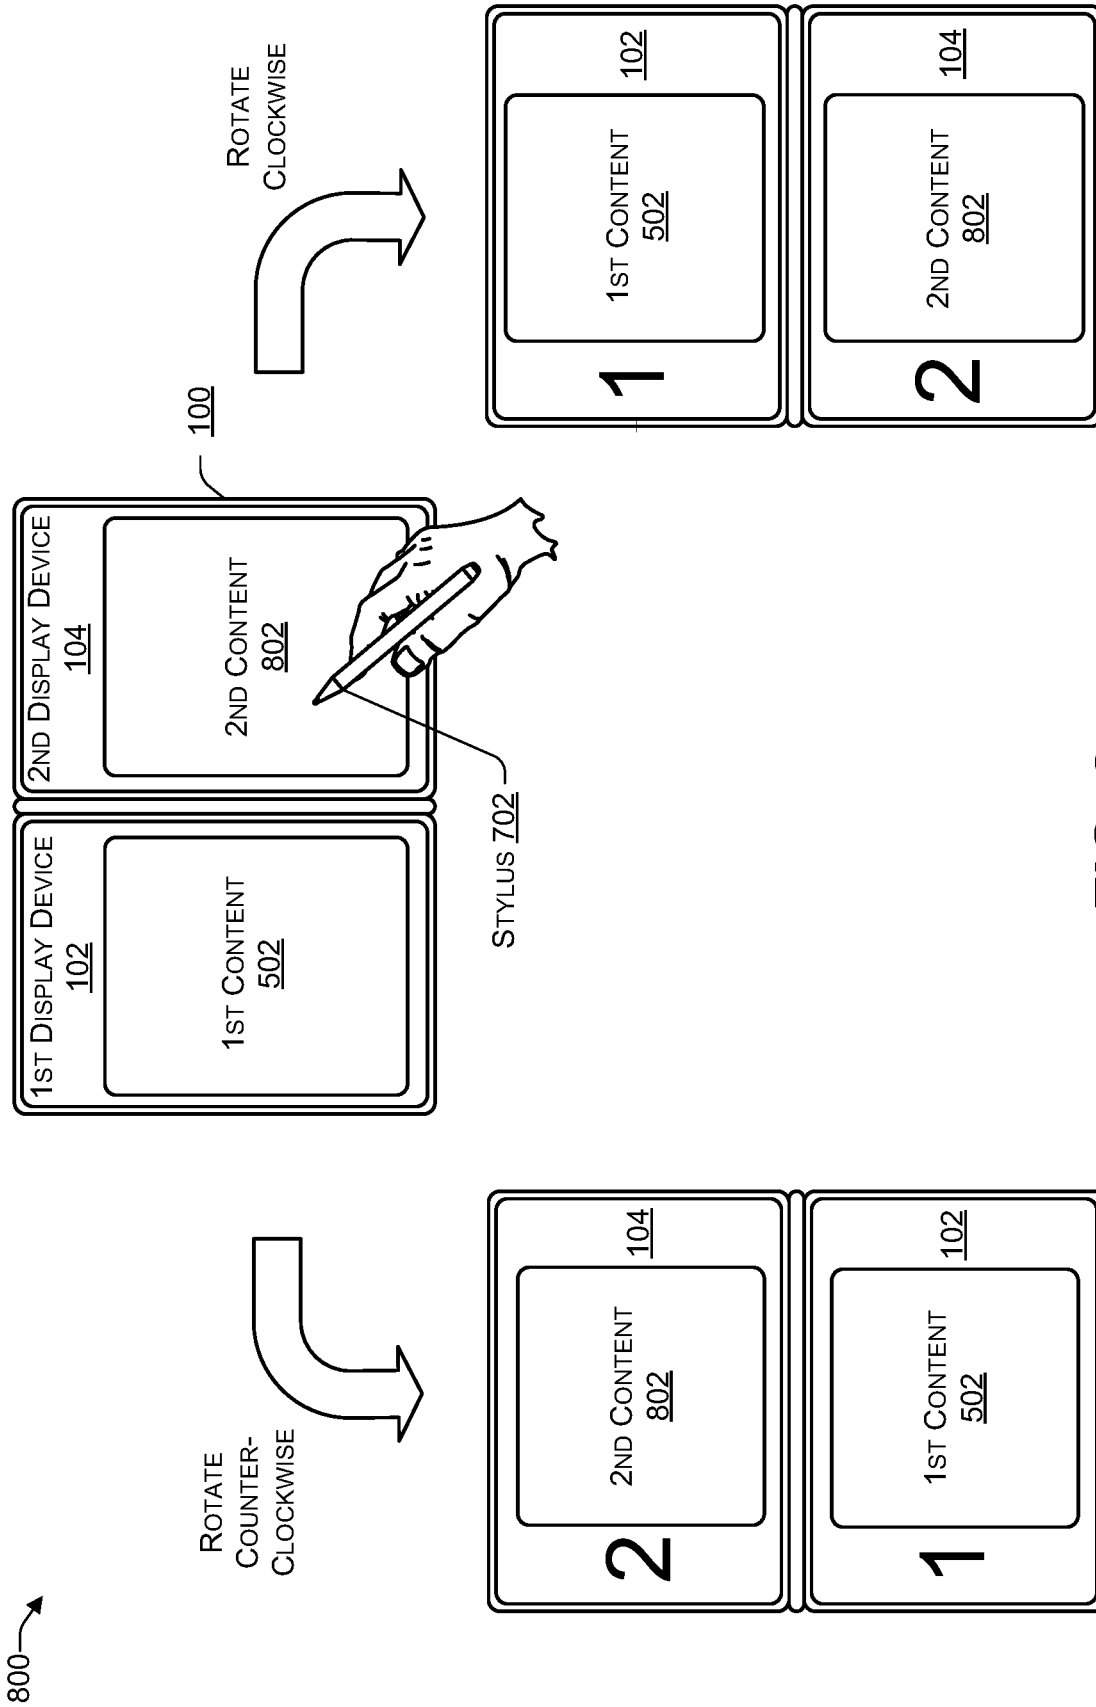 800
1ST DISPLAY DEVICE
102
1ST CONTENT
502
2ND DISPLAY DEVICE
104
2ND CONTENT
802
100
STYLUS 702
ROTATE
COUNTER-
CLOCKWISE
ROTATE
CLOCKWISE
2
2ND CONTENT
802
104
1
1ST CONTENT
502
102
1
1ST CONTENT
502
102
2
2ND CONTENT
802
104